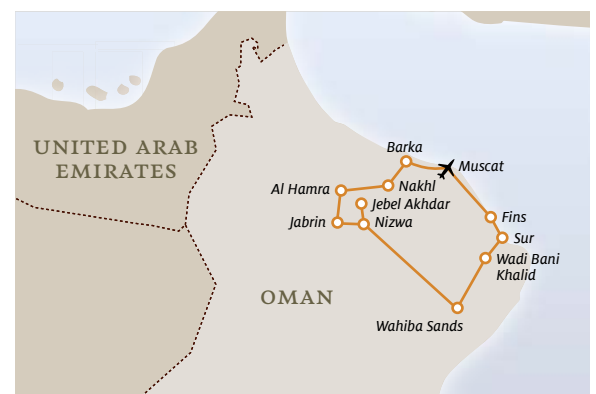 UNITED ARAB
EMIRATES
Barka
Muscat
Al Hamra
Nakhl
Jebel Akhdar
Jabrin
Nizwa
Fins
Sur
Wadi Bani
Khalid
OMAN
Wahiba Sands